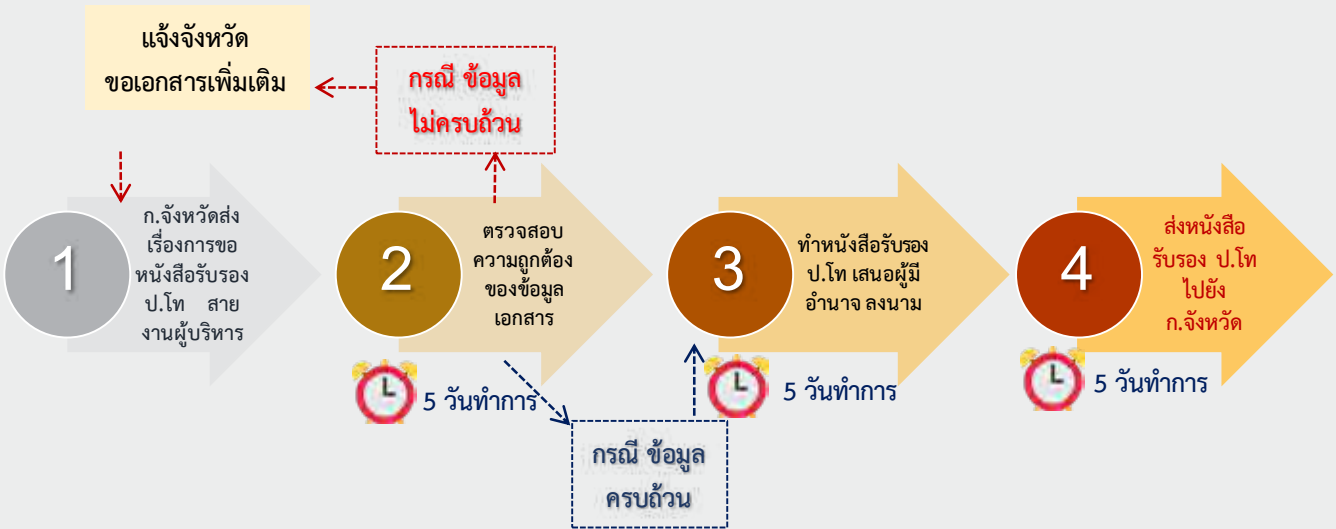 แจ้งจังหวัด
ขอเอกสารเพิ่มเติม
กรณี ข้อมูล
ไม่ครบถ้วน
1
ก.จังหวัดส่ง
เรื่องการขอ
หนังสือรับรอง
ป.โท สาย
งานผู้บริหาร
2
ตรวจสอบ
ความถูกต้อง
ของข้อมูล
เอกสาร
5 วันทำการ
กรณี ข้อมูล
ครบถ้วน
3
ทำหนังสือรับรอง
ป.โท เสนอผู้มี
อำนาจ ลงนาม
5 วันทำการ
4
ส่งหนังสือ
รับรอง ป.โท
ไปยัง
ก.จังหวัด
5 วันทำการ